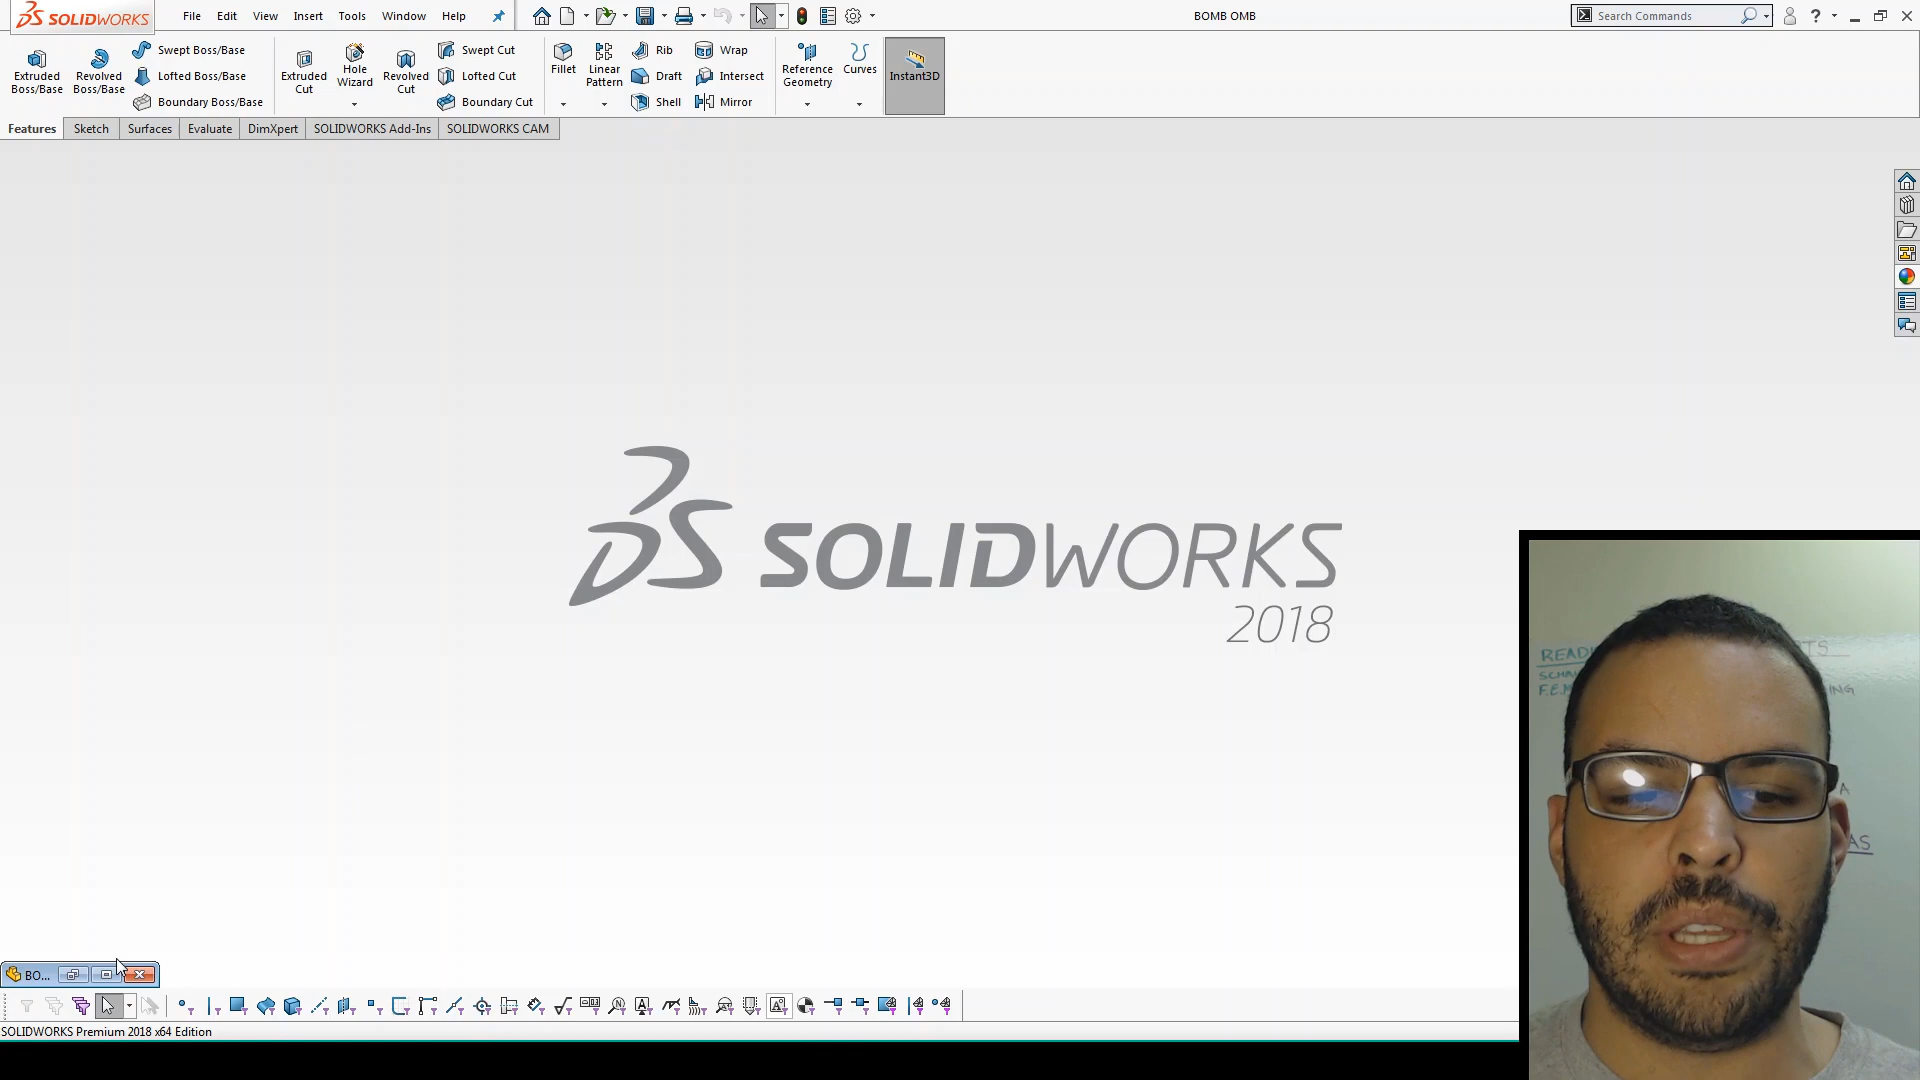 SOLIDWORKS
File Edit View Insert Tools Window Help
BOMB OMB
Search Commands
Extruded Boss/Base
Revolved Boss/Base
Swept Boss/Base
Lofted Boss/Base
Boundary Boss/Base
Extruded Cut
Hole Wizard
Revolved Cut
Swept Cut
Lofted Cut
Boundary Cut
Fillet
Linear Pattern
Rib
Draft
Shell
Wrap
Intersect
Mirror
Reference Geometry
Curves
Instant3D
Features Sketch Surfaces Evaluate DimXpert SOLIDWORKS Add-Ins SOLIDWORKS CAM
SOLIDWORKS
2018
BO...
SOLIDWORKS Premium 2018 x64 Edition